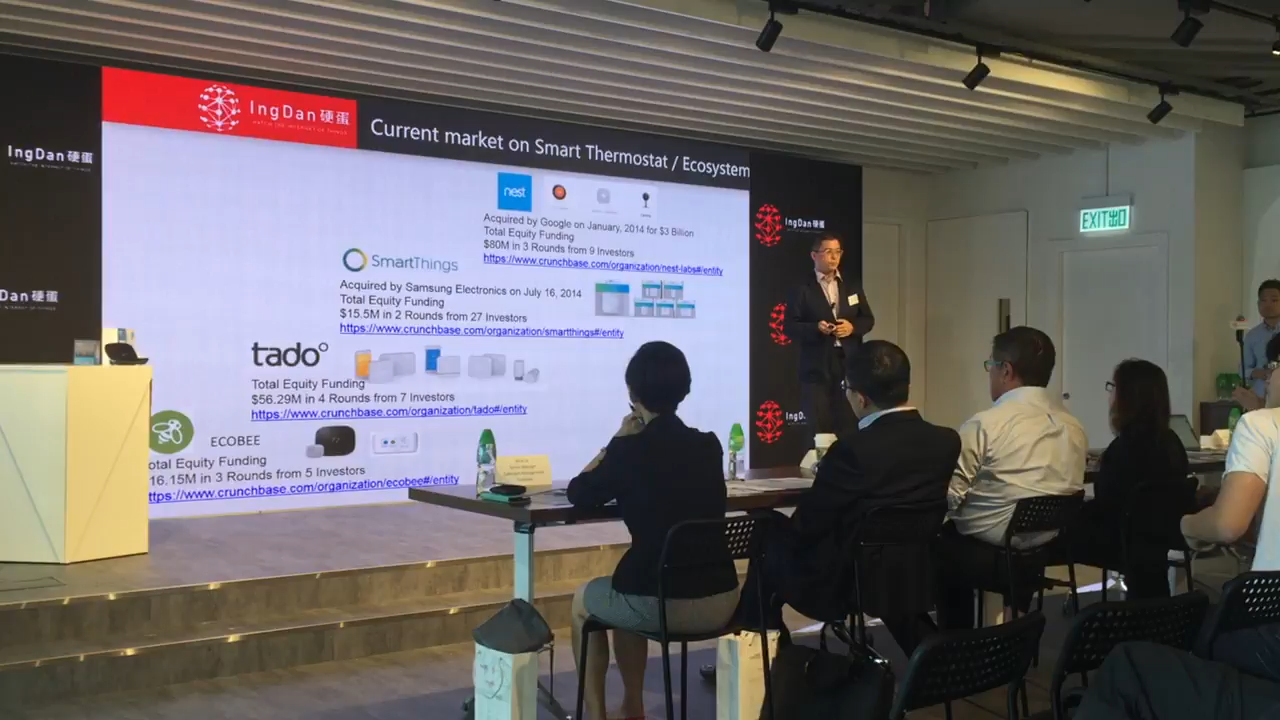 IngDan 硬蛋
Current market on Smart Thermostat / Ecosystem
IngDan 硬蛋
Dan 硬蛋
nest
Acquired by Google on January, 2014 for $3 Billion
Total Equity Funding
$80M in 3 Rounds from 9 Investors
https://www.crunchbase.com/organization/nest-labs#/entity
SmartThings
Acquired by Samsung Electronics on July 16, 2014
Total Equity Funding
$15.5M in 2 Rounds from 27 Investors
https://www.crunchbase.com/organization/smartthings#/entity
tado°
Total Equity Funding
$56.29M in 4 Rounds from 7 Investors
https://www.crunchbase.com/organization/tado#/entity
ECOBEE
otal Equity Funding
16.15M in 3 Rounds from 5 Investors
ttps://www.crunchbase.com/organization/ecobee#/entity
IngDan 硬蛋
IngD
EXIT 出口